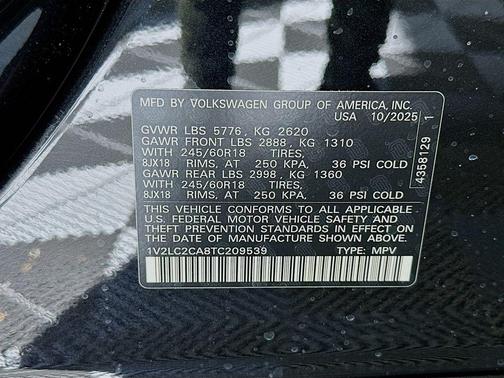 MFD BY VOLKSWAGEN GROUP OF AMERICA, INC.
USA 10/2025
GVWR LBS 5776, KG 2620
GAWR FRONT LBS 2888, KG 1310
WITH 245/60R18 TIRES,
8JX18 RIMS, AT 250 KPA, 36 PSI COLD
GAWR REAR LBS 2998, KG 1360
WITH 245/60R18 TIRES,
8JX18 RIMS, AT 250 KPA, 36 PSI COLD
THIS VEHICLE CONFORMS TO ALL APPLICABLE
U.S. FEDERAL MOTOR VEHICLE SAFETY AND
THEFT PREVENTION STANDARDS IN EFFECT ON
THE DATE OF MANUFACTURE SHOWN ABOVE.
1V2LC2CA8TC209539 TYPE: MPV
4358129 1